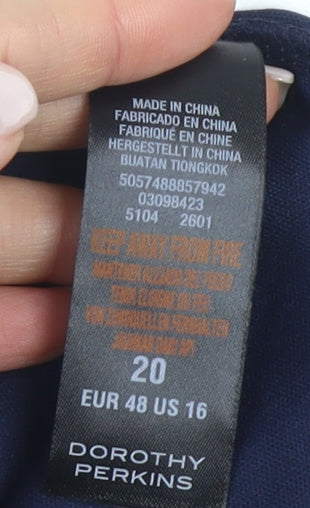 MADE IN CHINA
FABRICADO EN CHINA
FABRIQUÉ EN CHINE
HERGESTELLT IN CHINA
BUATAN TIONGKOK
5057488857942
03098423
5104 2601
KEEP AWAY FROM FIRE
20
EUR 48 US 16
DOROTHY
PERKINS